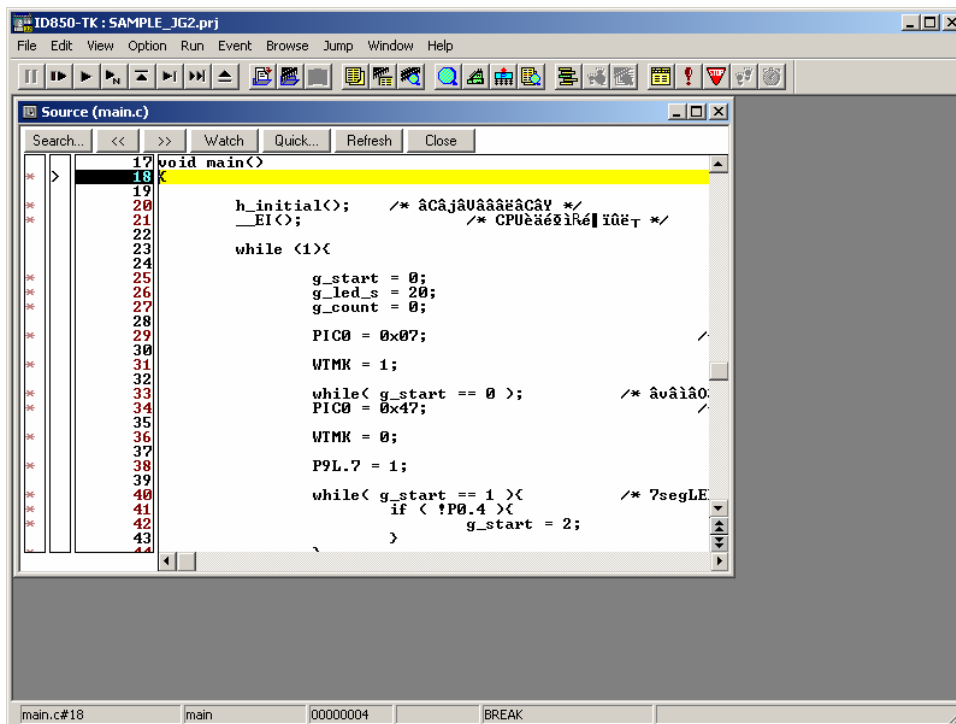 ID850-TK : SAMPLE_JG2.prj
File Edit View Option Run Event Browse Jump Window Help
STOP
Source (main.c)
Search... << >> Watch Quick... Refresh Close
17 void main()
* > 18 {
19
* 20 h_initial(); /* */
* 21 __EI(); /* */
22
23 while (1){
24
* 25 g_start = 0;
* 26 g_led_s = 20;
* 27 g_count = 0;
28
* 29 PIC0 = 0x07; /*
30
* 31 WTMK = 1;
32
* 33 while( g_start == 0 ); /*
* 34 PIC0 = 0x47; /*
35
* 36 WTMK = 0;
37
* 38 P9L.7 = 1;
39
* 40 while( g_start == 1 ){ /* 7segLE
* 41 if ( !P0.4 ){
* 42 g_start = 2;
43 }
* 44 }
main.c#18 main 00000004 BREAK